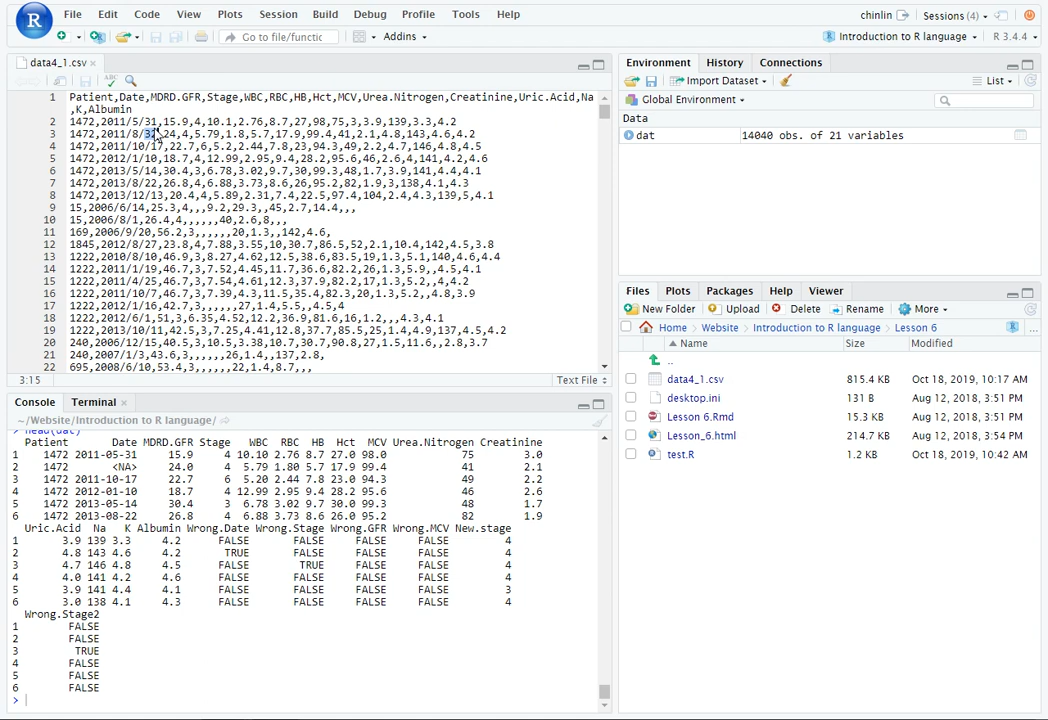 File Edit Code View Plots Session Build Debug Profile Tools Help
chinlin Sessions (4)
Go to file/functic Addins
Introduction to R language R 3.4.4
data4_1.csv
1 Patient,Date,MDRD.GFR,Stage,WBC,RBC,HB,Hct,MCV,Urea.Nitrogen,Creatinine,Uric.Acid,Na
,K,Albumin
2 1472,2011/5/31,15.9,4,10.1,2.76,8.7,27,98,75,3,3.9,139,3.3,4.2
3 1472,2011/8/32,24,4,5.79,1.8,5.7,17.9,99.4,41,2.1,4.8,143,4.6,4.2
4 1472,2011/10/17,22.7,6,5.2,2.44,7.8,23,94.3,49,2.2,4.7,146,4.8,4.5
5 1472,2012/1/10,18.7,4,12.99,2.95,9.4,28.2,95.6,46,2.6,4,141,4.2,4.6
6 1472,2013/5/14,30.4,3,6.78,3.02,9.7,30,99.3,48,1.7,3.9,141,4.4,4.1
7 1472,2013/8/22,26.8,4,6.88,3.73,8.6,26,95.2,82,1.9,3,138,4.1,4.3
8 1472,2013/12/13,20.4,4,5.89,2.31,7.4,22.5,97.4,104,2.4,4.3,139,5,4.1
9 15,2006/6/14,25.3,4,,,9.2,29.3,,45,2.7,14.4,,,
10 15,2006/8/1,26.4,4,,,,,,40,2.6,8,,,
11 169,2006/9/20,56.2,3,,,,,,20,1.3,,142,4.6,
12 1845,2012/8/27,23.8,4,7.88,3.55,10,30.7,86.5,52,2.1,10.4,142,4.5,3.8
13 1222,2010/8/10,46.9,3,8.27,4.62,12.5,38.6,83.5,19,1.3,5.1,140,4.6,4.4
14 1222,2011/1/19,46.7,3,7.52,4.45,11.7,36.6,82.2,26,1.3,5.9,,4.5,4.1
15 1222,2011/4/25,46.7,3,7.54,4.61,12.3,37.9,82.2,17,1.3,5.2,,4,4.2
16 1222,2011/10/7,46.7,3,7.39,4.3,11.5,35.4,82.3,20,1.3,5.2,,4.8,3.9
17 1222,2012/1/16,42.7,3,,,,,,27,1.4,5.5,,4.5,4
18 1222,2012/6/1,51,3,6.35,4.52,12.2,36.9,81.6,16,1.2,,,4.3,4.1
19 1222,2013/10/11,42.5,3,7.25,4.41,12.8,37.7,85.5,25,1.4,4.9,137,4.5,4.2
20 240,2006/12/15,40.5,3,10.5,3.38,10.7,30.7,90.8,27,1.5,11.6,,2.8,3.7
21 240,2007/1/3,43.6,3,,,,,,26,1.4,,137,2.8,
22 695,2008/6/10,53.4,3,,,,,,22,1.4,8.7,,,
3:15 Text File
Console Terminal
~/Website/Introduction to R language/
> head(dat)
Patient Date MDRD.GFR Stage WBC RBC HB Hct MCV Urea.Nitrogen Creatinine
1 1472 2011-05-31 15.9 4 10.10 2.76 8.7 27.0 98.0 75 3.0
2 1472 <NA> 24.0 4 5.79 1.80 5.7 17.9 99.4 41 2.1
3 1472 2011-10-17 22.7 6 5.20 2.44 7.8 23.0 94.3 49 2.2
4 1472 2012-01-10 18.7 4 12.99 2.95 9.4 28.2 95.6 46 2.6
5 1472 2013-05-14 30.4 3 6.78 3.02 9.7 30.0 99.3 48 1.7
6 1472 2013-08-22 26.8 4 6.88 3.73 8.6 26.0 95.2 82 1.9
Uric.Acid Na K Albumin Wrong.Date Wrong.Stage Wrong.GFR Wrong.MCV New.stage
1 3.9 139 3.3 4.2 FALSE FALSE FALSE FALSE 4
2 4.8 143 4.6 4.2 TRUE FALSE FALSE FALSE 4
3 4.7 146 4.8 4.5 FALSE TRUE FALSE FALSE 4
4 4.0 141 4.2 4.6 FALSE FALSE FALSE FALSE 4
5 3.9 141 4.4 4.1 FALSE FALSE FALSE FALSE 3
6 3.0 138 4.1 4.3 FALSE FALSE FALSE FALSE 4
Wrong.Stage2
1 FALSE
2 FALSE
3 TRUE
4 FALSE
5 FALSE
6 FALSE
>
Environment History Connections
Import Dataset List
Global Environment
Data
dat 14040 obs. of 21 variables
Files Plots Packages Help Viewer
New Folder Upload Delete Rename More
Home Website Introduction to R language Lesson 6 ...
Name Size Modified
..
data4_1.csv 815.4 KB Oct 18, 2019, 10:17 AM
desktop.ini 131 B Aug 12, 2018, 3:51 PM
Lesson 6.Rmd 15.3 KB Aug 12, 2018, 3:51 PM
Lesson_6.html 214.7 KB Aug 12, 2018, 3:54 PM
test.R 1.2 KB Oct 18, 2019, 10:42 AM